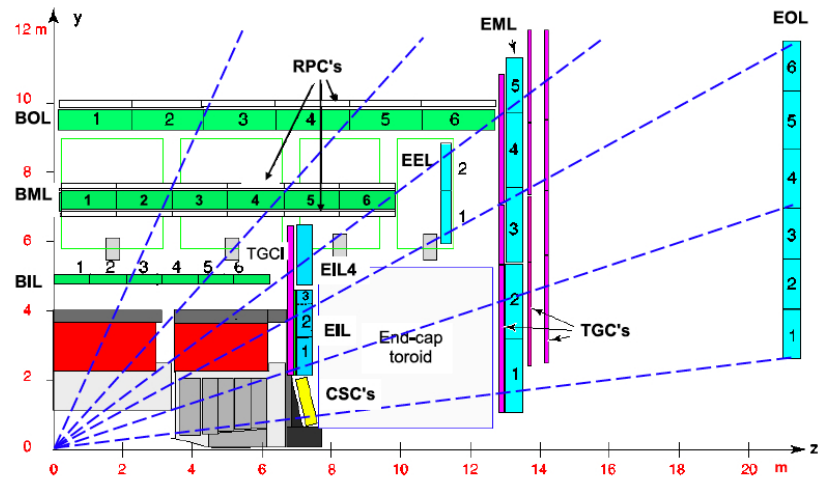 12 m
y
EML
EOL
RPC's
10
BOL
1 2 3 4 5 6
8
EEL
2
1
BML
1 2 3 4 5 6
6
TGCI
EIL4
BIL
1 2 3 4 5 6
4
3
2
1
EIL
End-cap
toroid
TGC's
2
CSC's
0
5
4
3
2
1
6
5
4
3
2
1
0 2 4 6 8 10 12 14 16 18 20 m
z